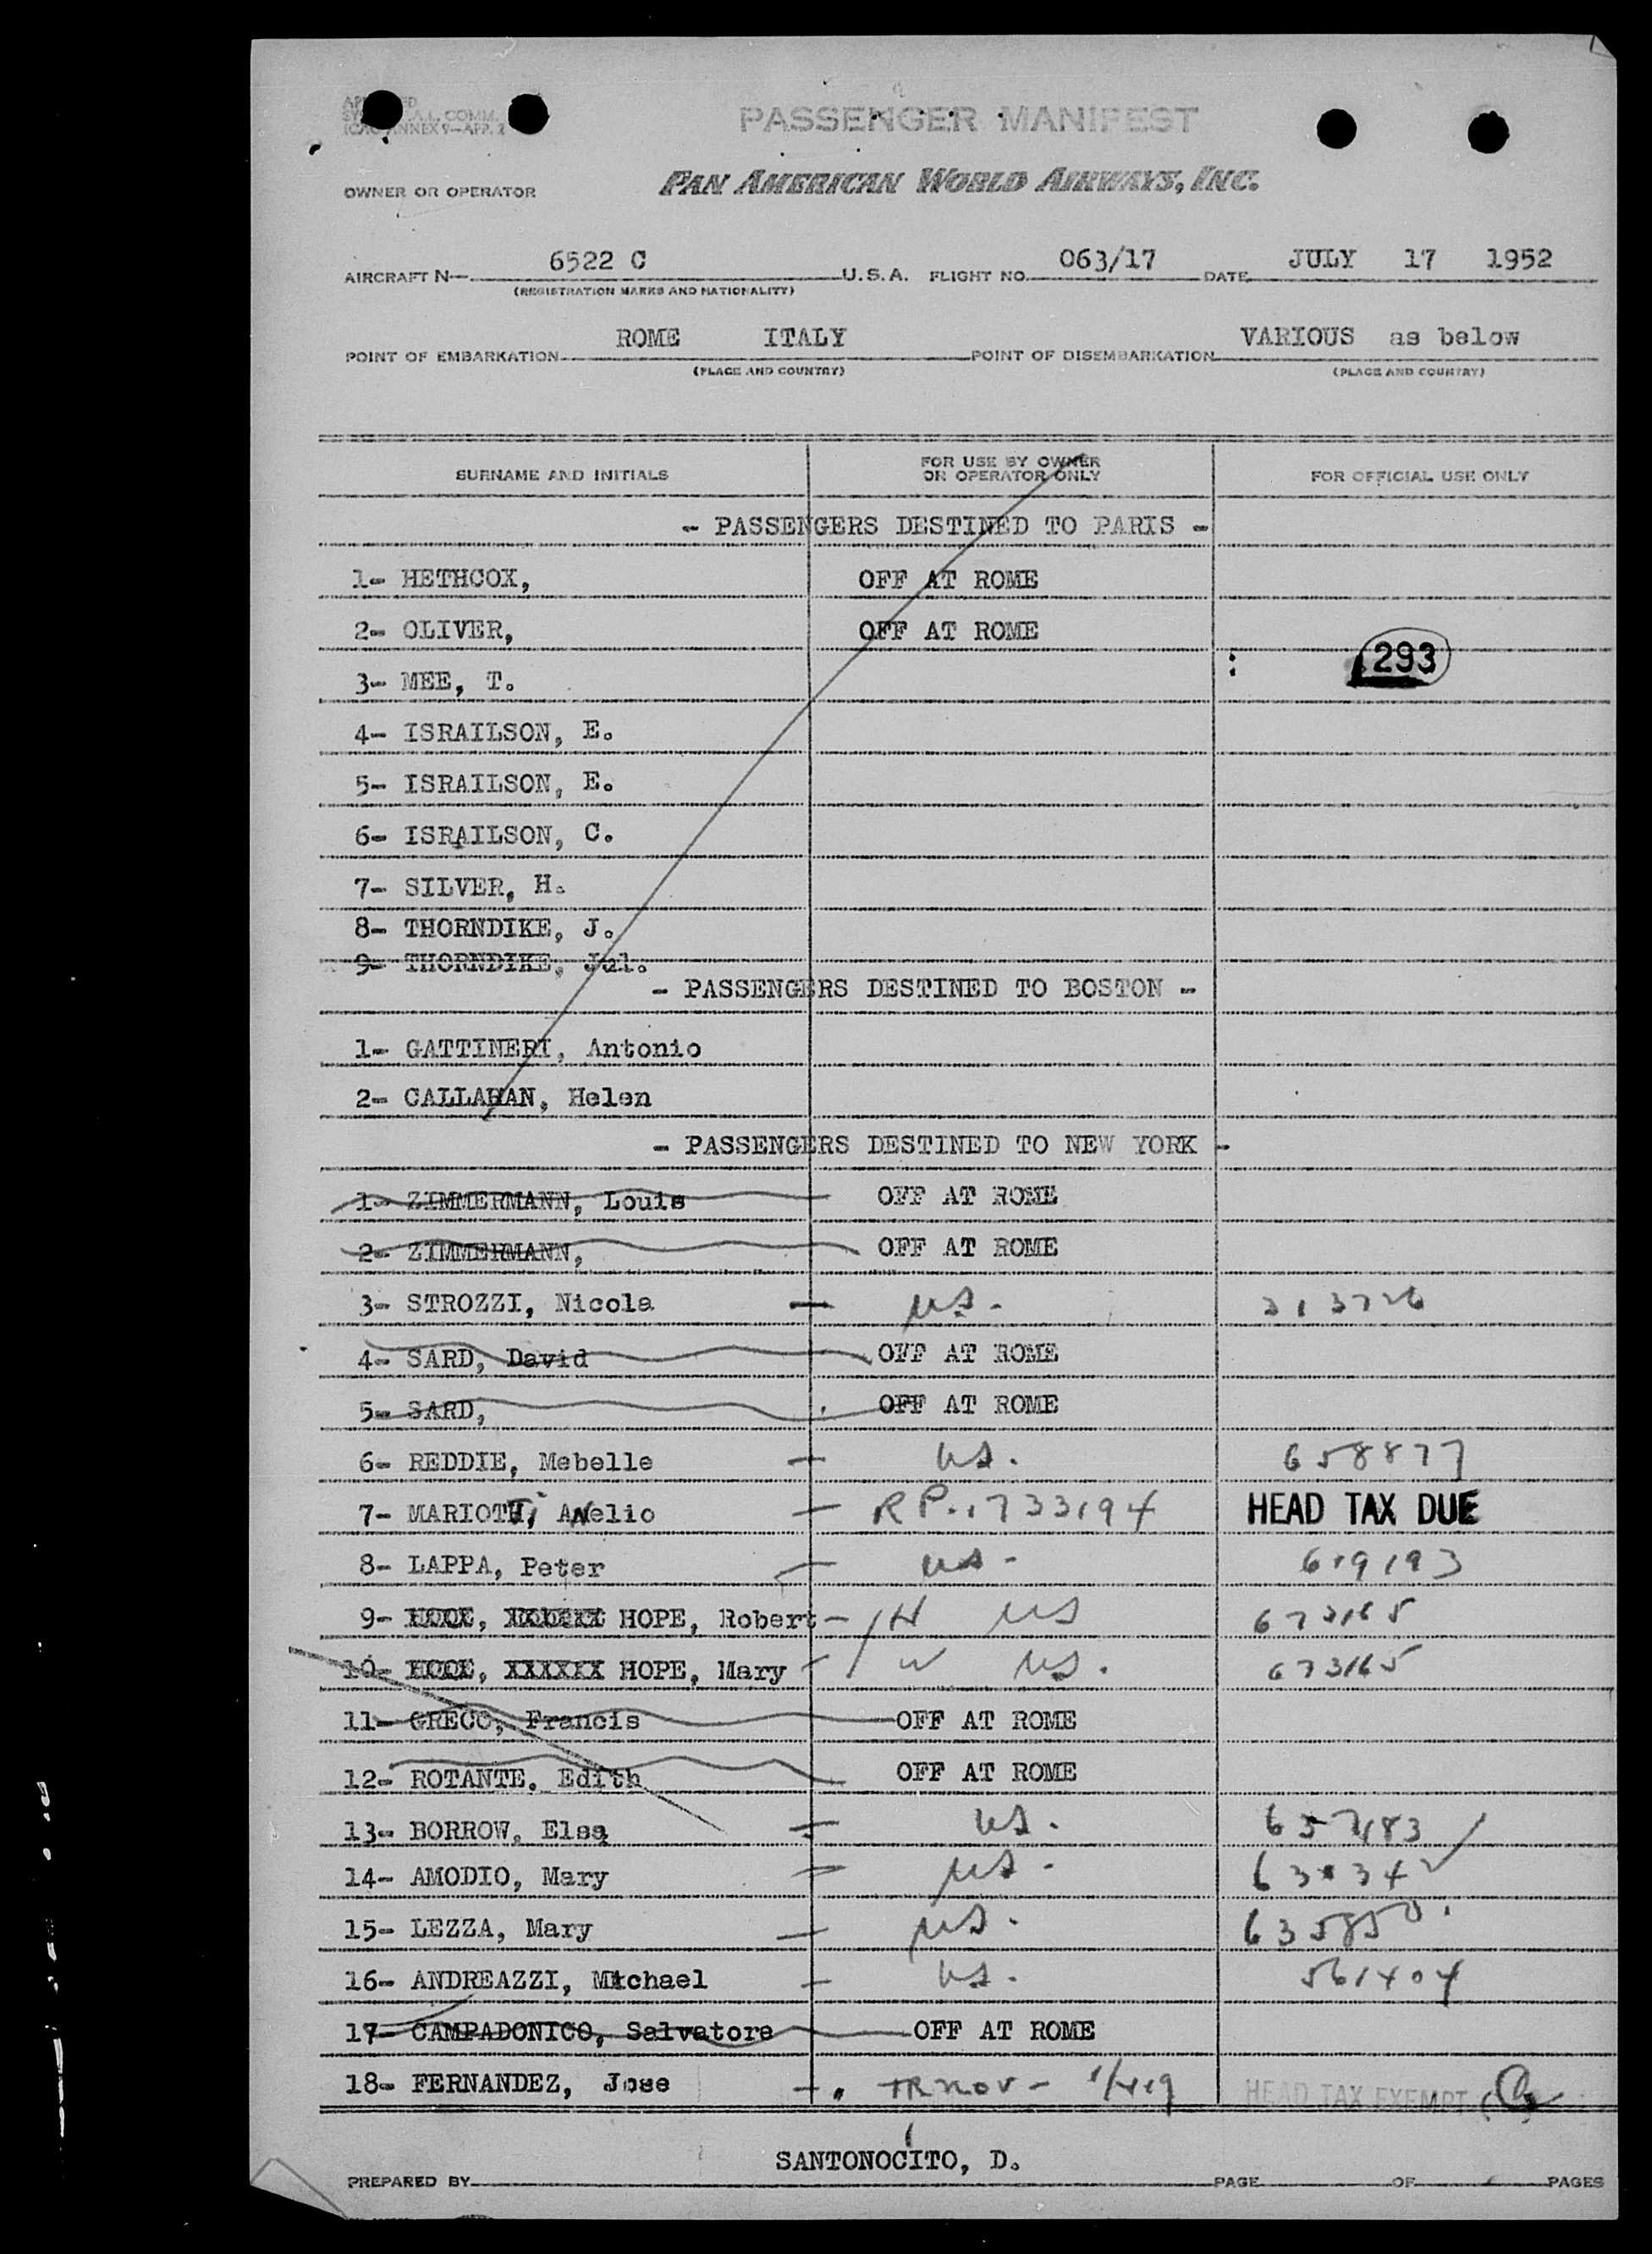 ICAO ANNEX 9-APP. 2
PASSENGER MANIFEST
OWNER OR OPERATOR PAN AMERICAN WORLD AIRWAYS, INC.
AIRCRAFT N- 6522 C U.S.A. FLIGHT NO. 063/17 DATE JULY 17 1952
(REGISTRATION MARKS AND NATIONALITY)
POINT OF EMBARKATION ROME ITALY POINT OF DISEMBARKATION VARIOUS as below
(PLACE AND COUNTRY) (PLACE AND COUNTRY)
SURNAME AND INITIALS FOR USE BY OWNER OR OPERATOR ONLY FOR OFFICIAL USE ONLY
- PASSENGERS DESTINED TO PARIS -
1- HETHCOX, OFF AT ROME
2- OLIVER, OFF AT ROME
293
3- MEE, T.
4- ISRAILSON, E.
5- ISRAILSON, E.
6- ISRAILSON, C.
7- SILVER, H.
8- THORNDIKE, J.
9- THORNDIKE, Jul.
- PASSENGERS DESTINED TO BOSTON -
1- GATTINERI, Antonio
2- CALLAHAN, Helen
- PASSENGERS DESTINED TO NEW YORK -
1- ZIMMERMANN, Louis OFF AT ROME
2- ZIMMERMANN, OFF AT ROME
3- STROZZI, Nicola US.
4- SARD, David OFF AT ROME
5- SARD, OFF AT ROME
6- REDDIE, Mebelle US. 658877
7- MARIOTTI, ANelio RP.1733194 HEAD TAX DUE
8- LAPPA, Peter US- 619193
9- HOPE, Robert H US
10- HOPE, Mary W US. 673165
11- GRECO, Francis OFF AT ROME
12- ROTANTE, Edith OFF AT ROME
13- BORROW, Elsa US.
14- AMODIO, Mary US-
15- LEZZA, Mary US. 635850
16- ANDREAZZI, Michael US. 561404
17- CAMPADONICO, Salvatore OFF AT ROME
18- FERNANDEZ, Jose HEAD TAX EXEMPT
SANTONOCITO, D.
PREPARED BY PAGE OF PAGES